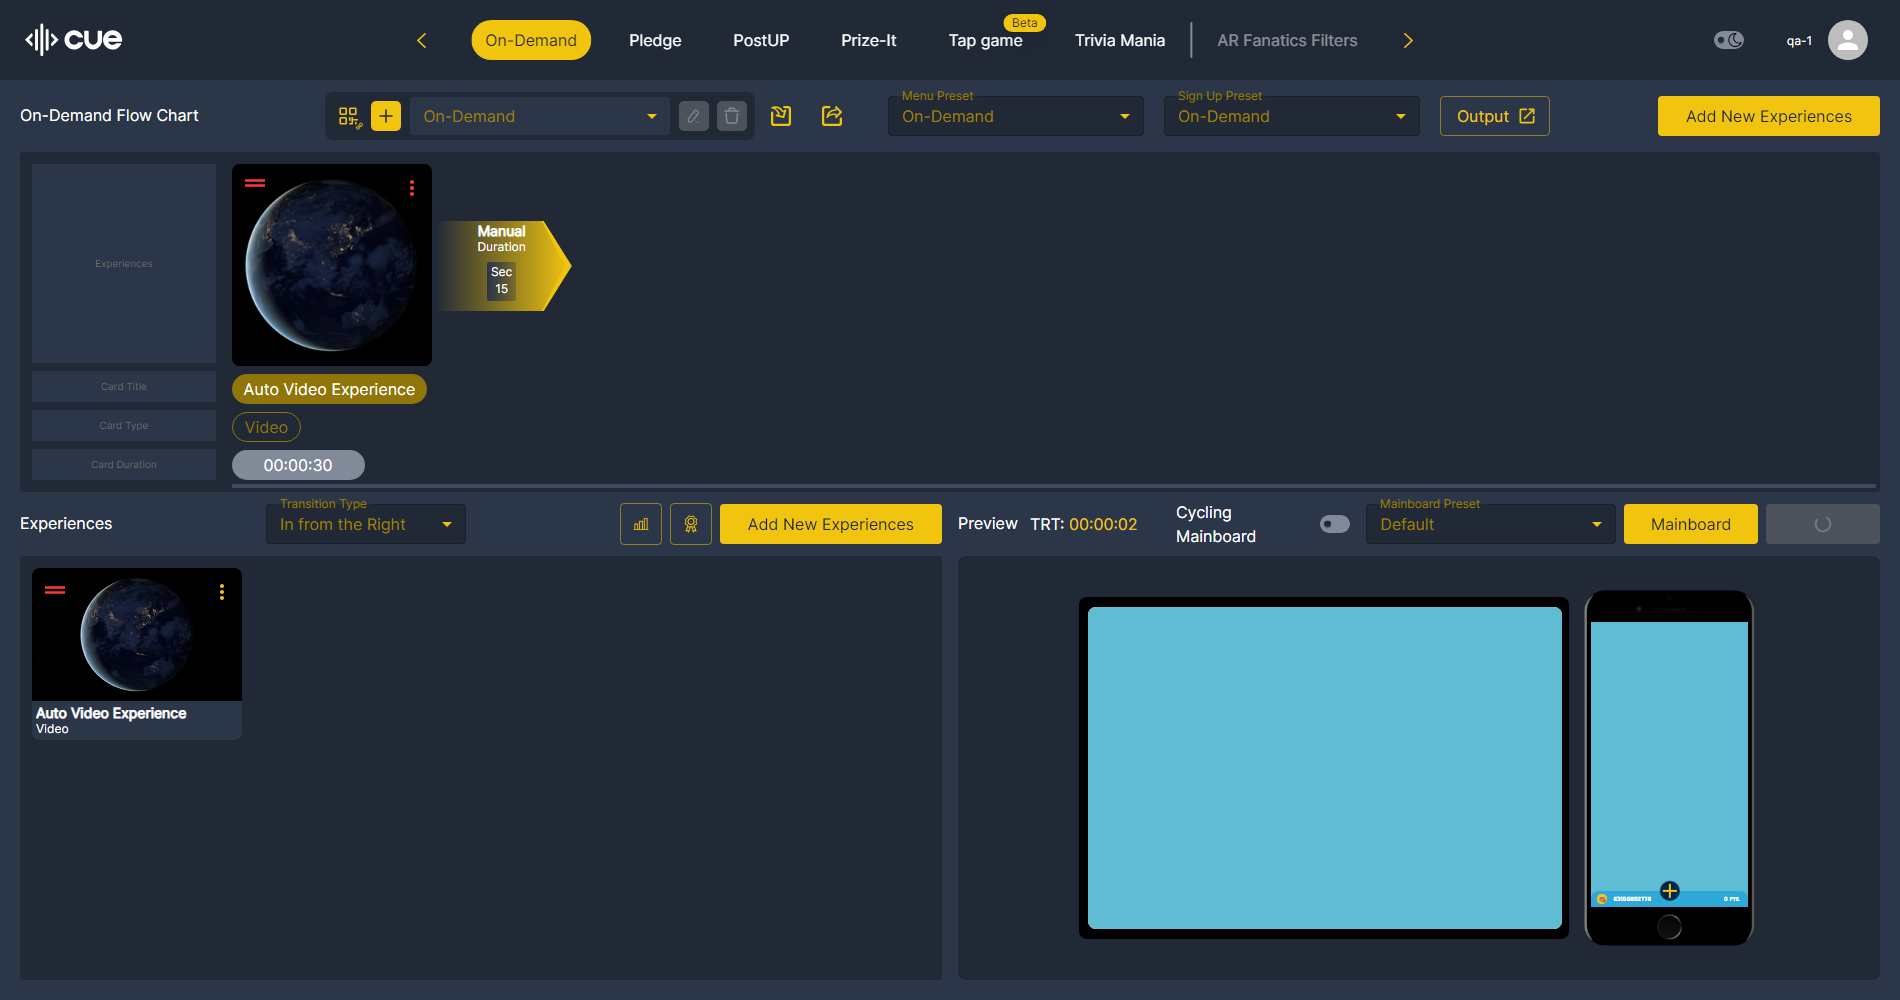 cue
On-Demand
Pledge
PostUP
Prize-It
Tap game
Beta
Trivia Mania
AR Fanatics Filters
qa-1
On-Demand Flow Chart
On-Demand
Menu Preset
On-Demand
Sign Up Preset
On-Demand
Output
Add New Experiences
Experiences
Manual
Duration
Sec
15
Card Title
Auto Video Experience
Card Type
Video
Card Duration
00:00:30
Experiences
Transition Type
In from the Right
Add New Experiences
Preview
TRT: 00:00:02
Cycling
Mainboard
Mainboard Preset
Default
Mainboard
Auto Video Experience
Video
0 PTS.